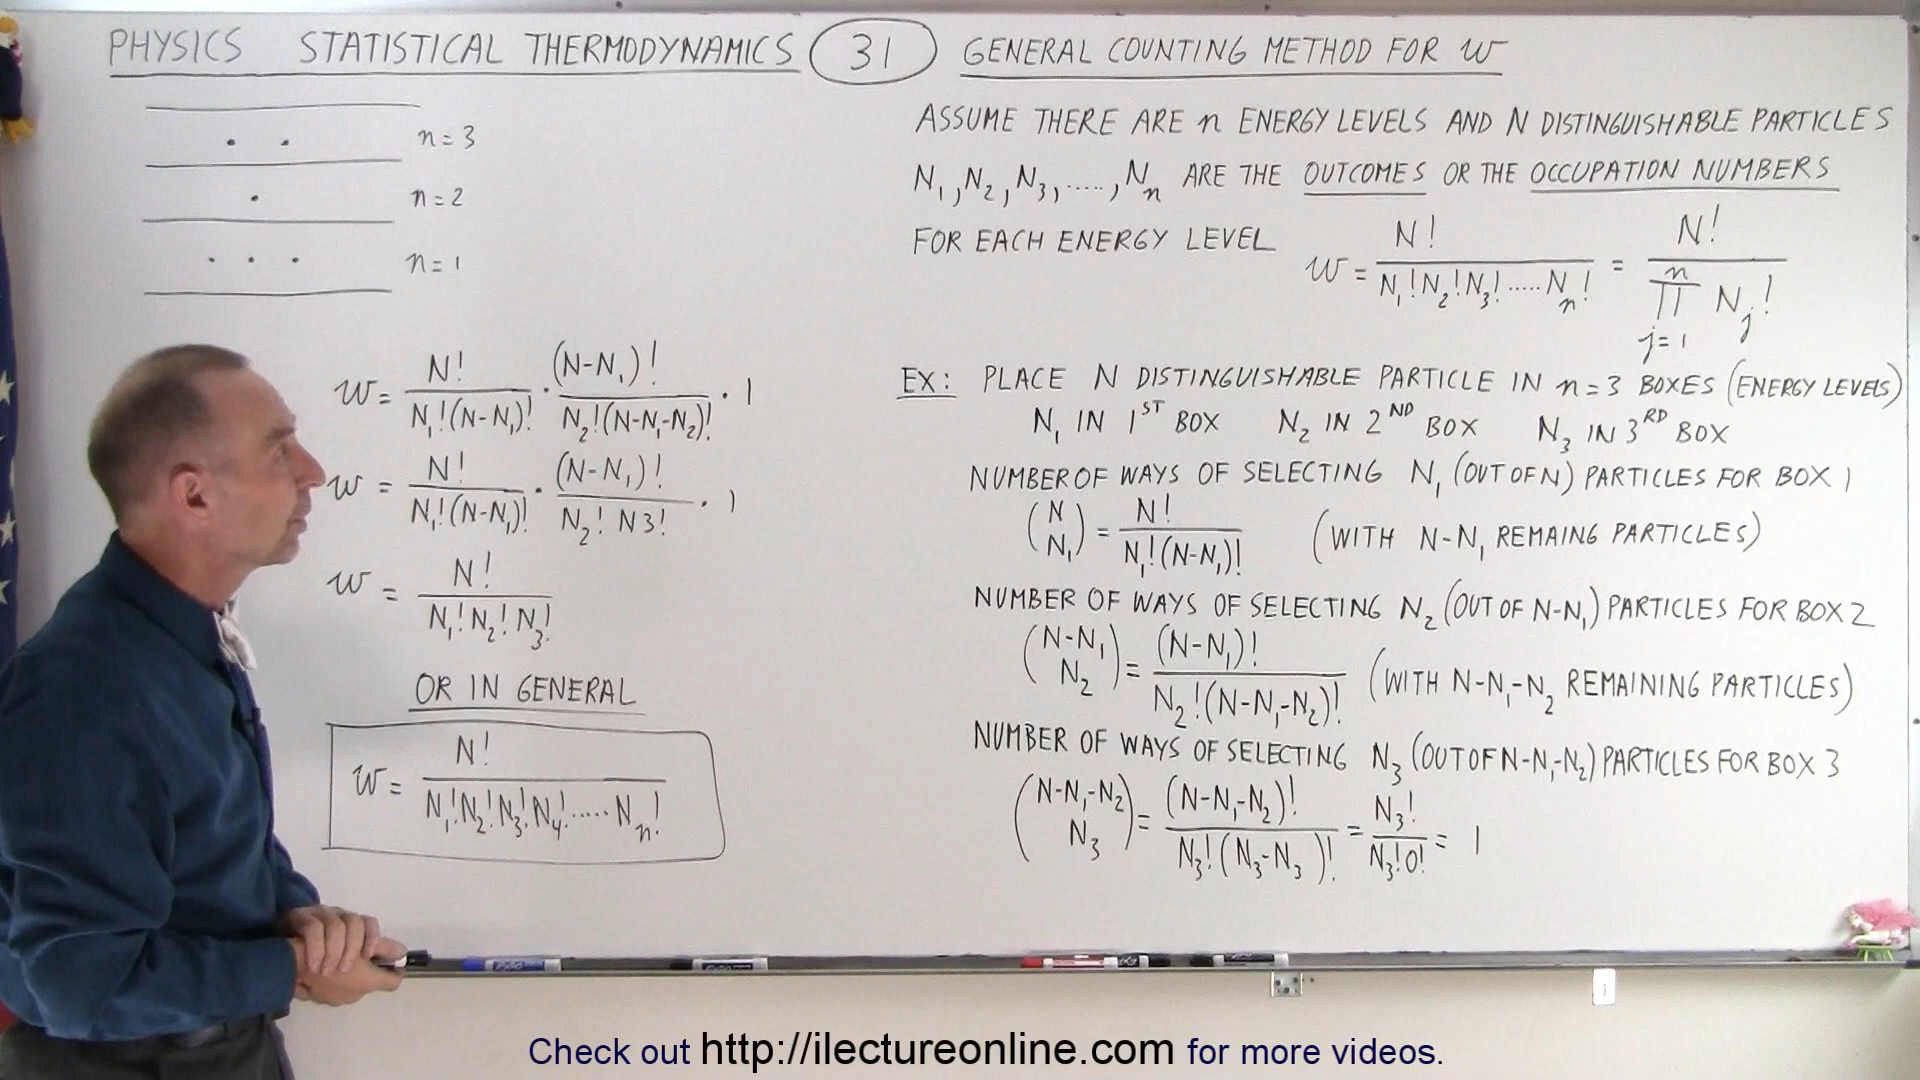 PHYSICS STATISTICAL THERMODYNAMICS 31 GENERAL COUNTING METHOD FOR W
n=3
n=2
n=1
W = N!/(N₁!(N-N₁)!) · (N-N₁)!/(N₂!(N-N₁-N₂)!) · 1
W = N!/(N₁!(N-N₁)!) · (N-N₁)!/(N₂! N3!) · 1
W = N!/(N₁! N₂! N₃!)
OR IN GENERAL
W = N!/(N₁! N₂! N₃! N₄! ····· Nₙ!)
ASSUME THERE ARE n ENERGY LEVELS AND N DISTINGUISHABLE PARTICLES
N₁, N₂, N₃, ....., Nₙ ARE THE OUTCOMES OR THE OCCUPATION NUMBERS
FOR EACH ENERGY LEVEL W = N!/(N₁! N₂! N₃! ····· Nₙ!) = N!/(∏ⁿⱼ₌₁ Nⱼ!)
EX: PLACE N DISTINGUISHABLE PARTICLE IN n=3 BOXES (ENERGY LEVELS)
N₁ IN 1ST BOX N₂ IN 2ND BOX N₃ IN 3RD BOX
NUMBER OF WAYS OF SELECTING N₁ (OUT OF N) PARTICLES FOR BOX 1
(N N₁) = N!/(N₁!(N-N₁)!) (WITH N-N₁ REMAING PARTICLES)
NUMBER OF WAYS OF SELECTING N₂ (OUT OF N-N₁) PARTICLES FOR BOX 2
(N-N₁ N₂) = (N-N₁)!/(N₂!(N-N₁-N₂)!) (WITH N-N₁-N₂ REMAINING PARTICLES)
NUMBER OF WAYS OF SELECTING N₃ (OUT OF N-N₁-N₂) PARTICLES FOR BOX 3
(N-N₁-N₂ N₃) = (N-N₁-N₂)!/(N₃!(N₃-N₃)!) = N₃!/(N₃! 0!) = 1
Check out http://ilectureonline.com for more videos.